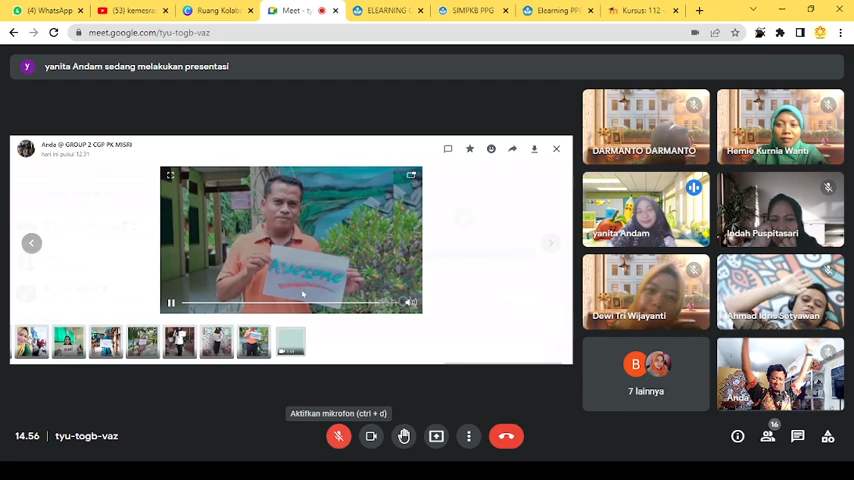 (4) WhatsApp
(53) kemesra
Ruang Kolab
Meet - ty
ELEARNING
SIMPKB PPG
Elearning PPG
Kursus: 112 -
meet.google.com/tyu-togb-vaz
y yanita Andam sedang melakukan presentasi
Anda @ GROUP 2 CGP PK MISRI
hari ini pukul 12.21
AWESOME
DARMANTO DARMANTO
Hemie Kurnia Wanti
yanita Andam
Indah Puspitasari
Dewi Tri Wijayanti
Ahmad Idris Setyawan
B
7 lainnya
Anda
Aktifkan mikrofon (ctrl + d)
14.56 tyu-togb-vaz
16